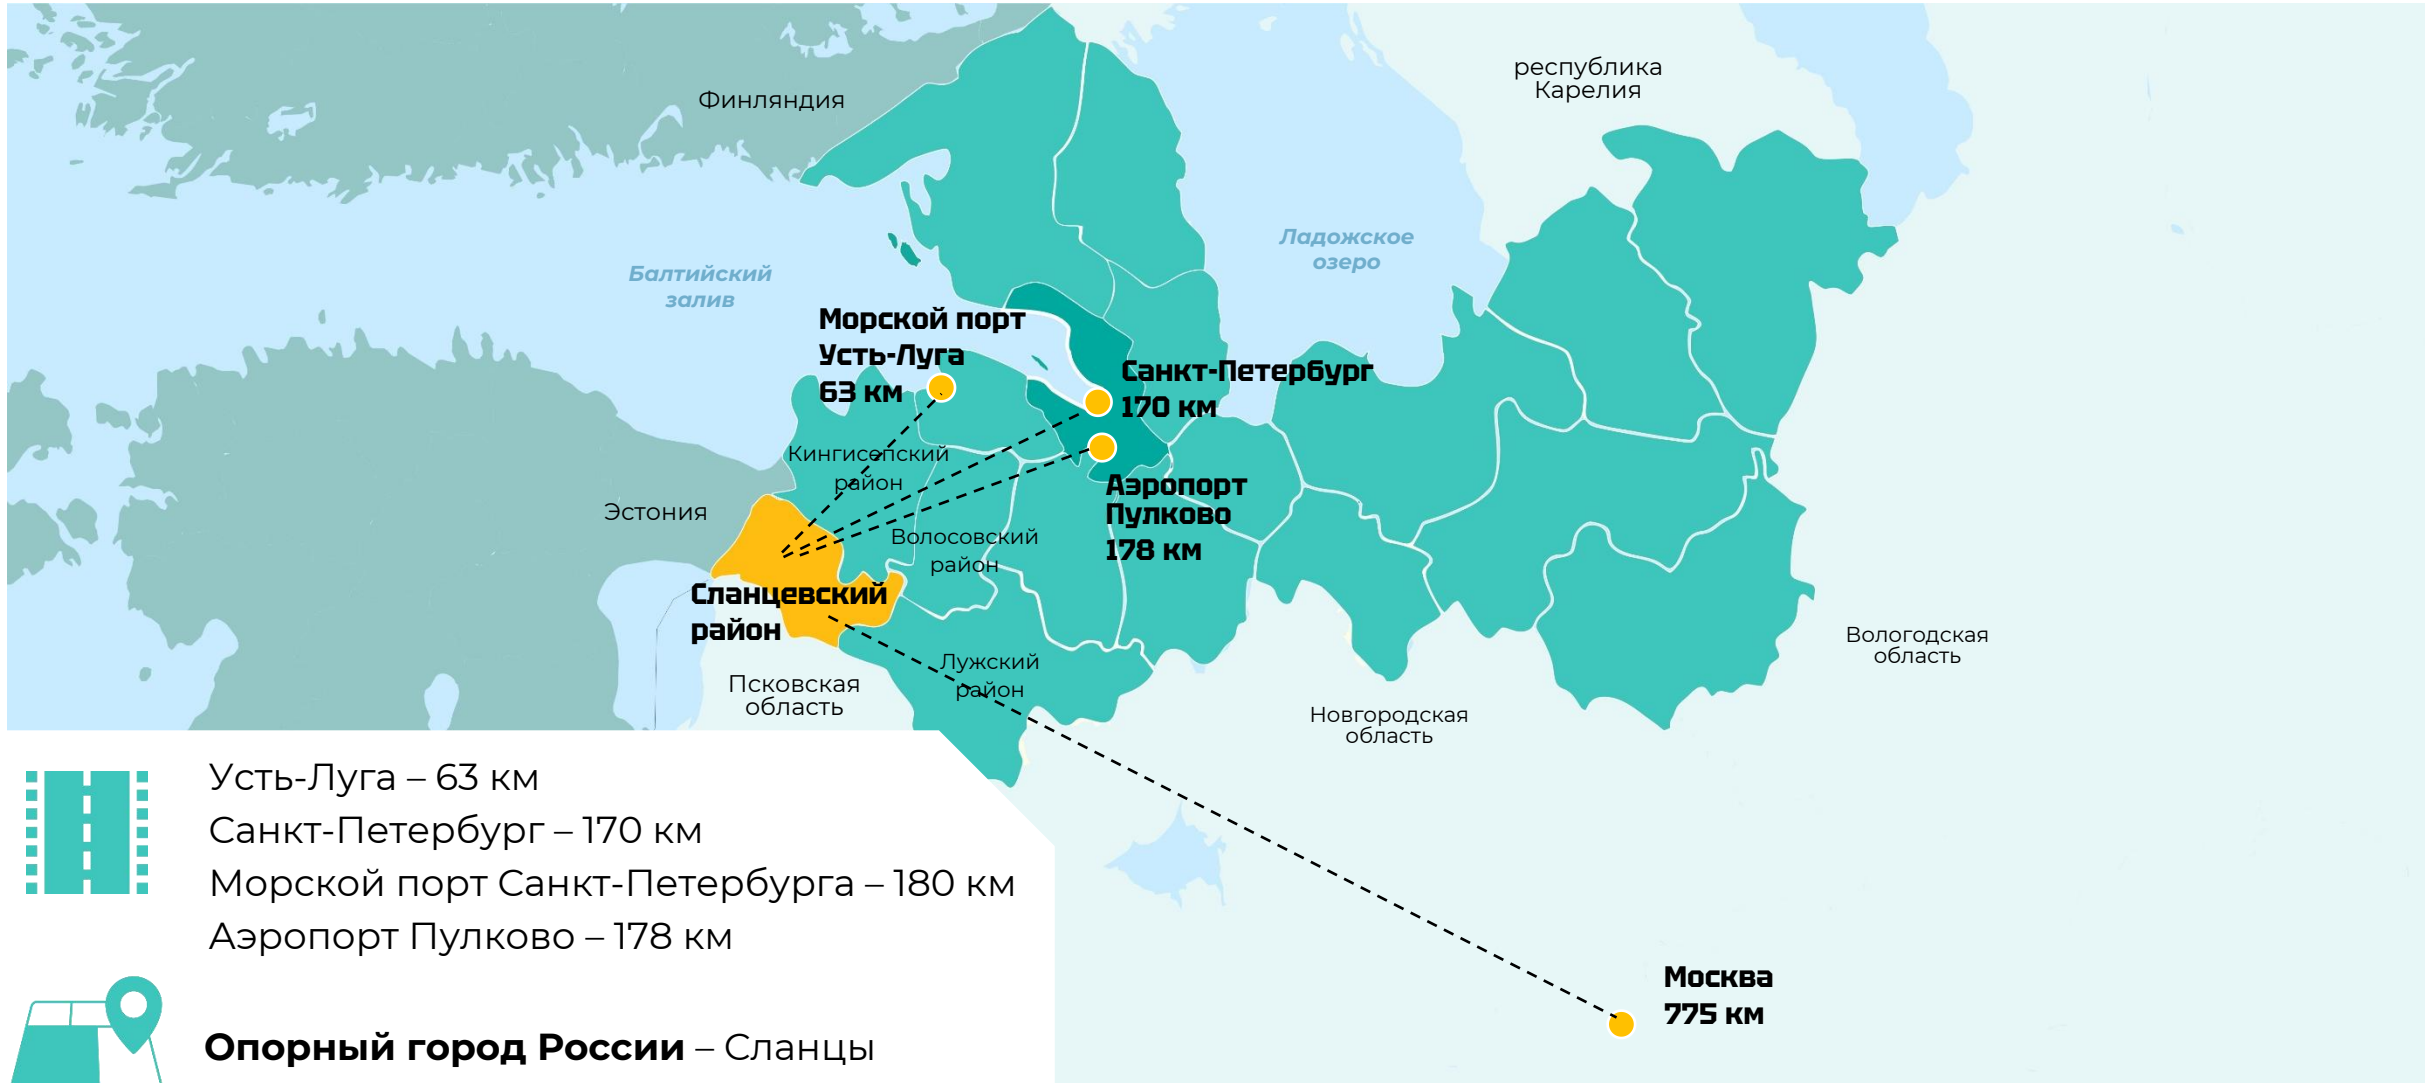 республика
Карелия
Финляндия
Ладожское
озеро
Балтийский
залив
Морской порт
Усть-Луга
63 км
Санкт-Петербург
170 км
Кингисепский
район
Аэропорт
Пулково
178 км
Эстония
Волосовский
район
Сланцевский
район
Лужский
район
Псковская
область
Новгородская
область
Вологодская
область
Усть-Луга – 63 км
Санкт-Петербург – 170 км
Морской порт Санкт-Петербурга – 180 км
Аэропорт Пулково – 178 км
Москва
775 км
Опорный город России – Сланцы